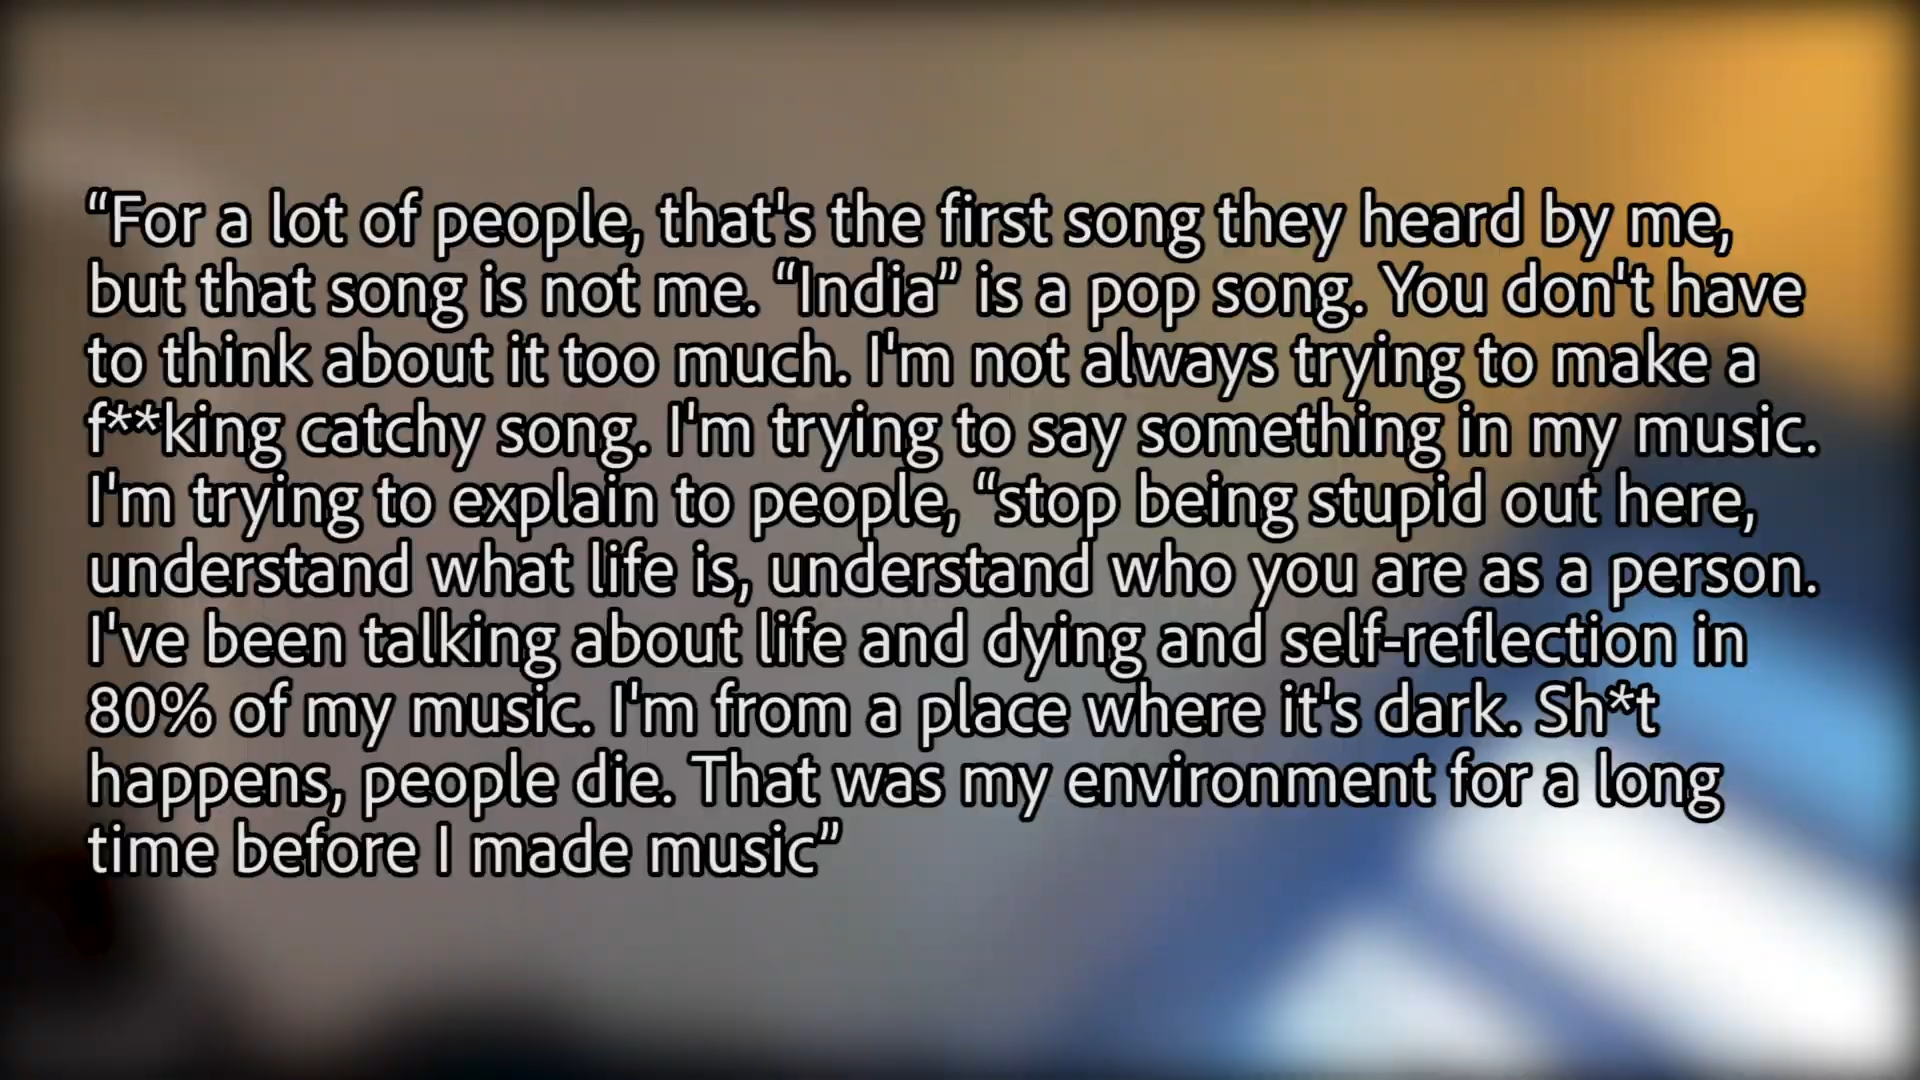 “For a lot of people, that's the first song they heard by me,
but that song is not me. “India” is a pop song. You don't have
to think about it too much. I'm not always trying to make a
f**king catchy song. I'm trying to say something in my music.
I'm trying to explain to people, “stop being stupid out here,
understand what life is, understand who you are as a person.
I've been talking about life and dying and self-reflection in
80% of my music. I'm from a place where it's dark. Sh*t
happens, people die. That was my environment for a long
time before I made music”